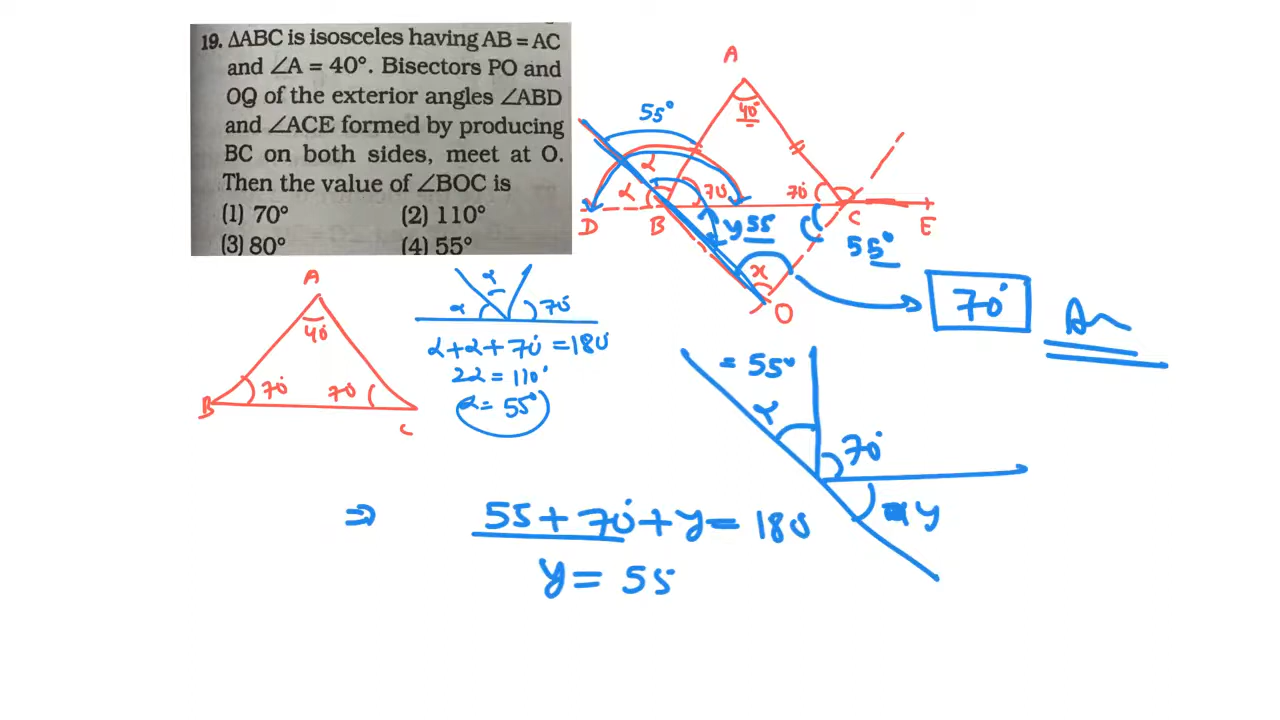 19. ΔABC is isosceles having AB = AC
and ∠A = 40°. Bisectors PO and
OQ of the exterior angles ∠ABD
and ∠ACE formed by producing
BC on both sides, meet at O.
Then the value of ∠BOC is
(1) 70° (2) 110°
(3) 80° (4) 55°
A
40°
55°
α
α 70 70°
D B C E
y 55
55°
x
O
70°
Ans
A
40°
70° 70
B C
α
α 70°
α + α + 70° = 180
2α = 110°
α = 55°
= 55°
α
70°
y
⇒ 55 + 70° + y = 180
y = 55